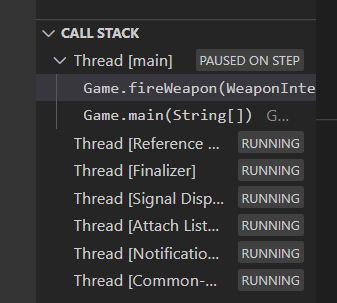 CALL STACK
Thread [main] PAUSED ON STEP
Game.fireWeapon(WeaponInte
Game.main(String[]) G...
Thread [Reference ... RUNNING
Thread [Finalizer] RUNNING
Thread [Signal Disp... RUNNING
Thread [Attach List... RUNNING
Thread [Notificatio... RUNNING
Thread [Common-... RUNNING